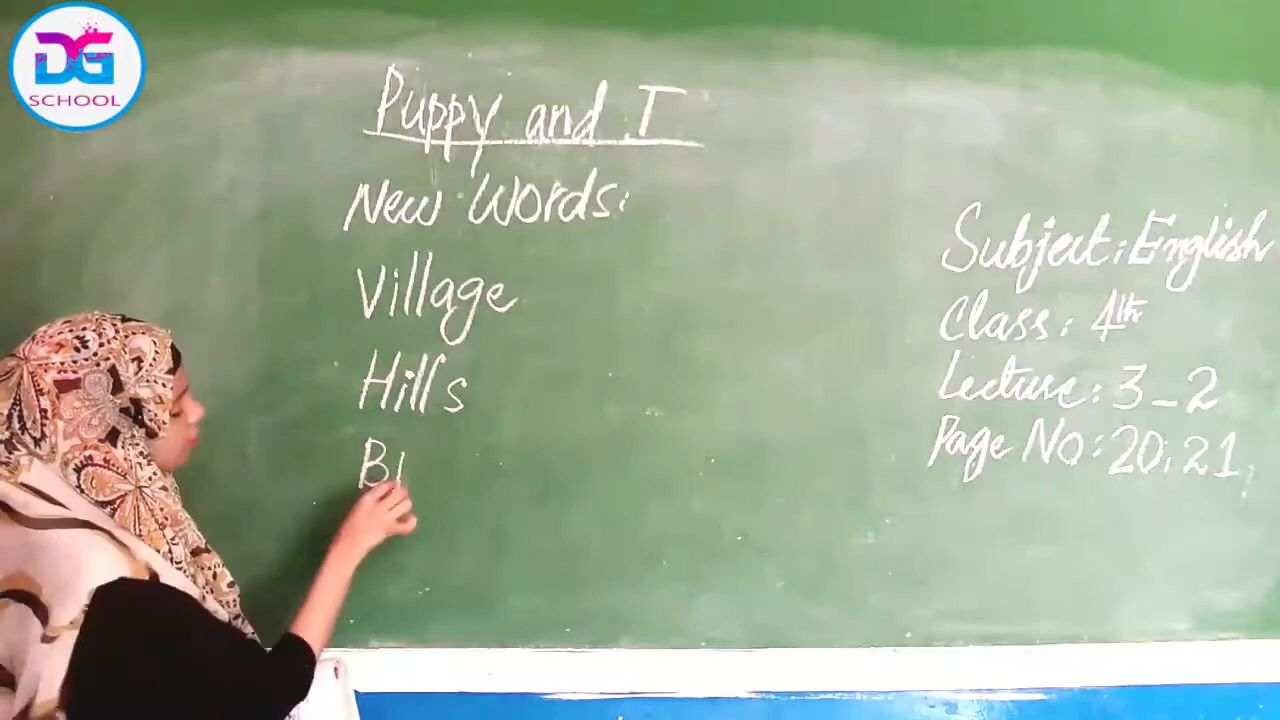 DG
SCHOOL
Puppy and I
New Words:
Village
Hills
Subject: English
Class: 4th
Lecture: 3-2
Page No: 20,21